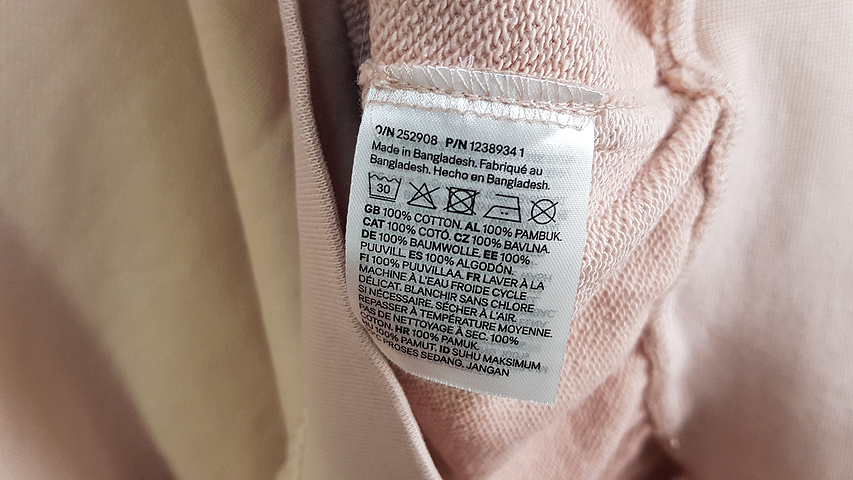 O/N 252908 P/N 1238934 1
Made in Bangladesh. Fabriqué au
Bangladesh. Hecho en Bangladesh.
30
GB 100% COTTON. AL 100% PAMBUK.
CAT 100% COTÓ. CZ 100% BAVLNA.
DE 100% BAUMWOLLE. EE 100%
PUUVILL. ES 100% ALGODÓN.
FI 100% PUUVILLAA. FR LAVER À LA
MACHINE À L'EAU FROIDE CYCLE
DÉLICAT. BLANCHIR SANS CHLORE
SI NÉCESSAIRE. SÉCHER À L'AIR.
REPASSER À TEMPÉRATURE MOYENNE.
PAS DE NETTOYAGE À SEC. 100%
COTON. HR 100% PAMUK.
100% PAMUT. ID SUHU MAKSIMUM
PROSES SEDANG, JANGAN